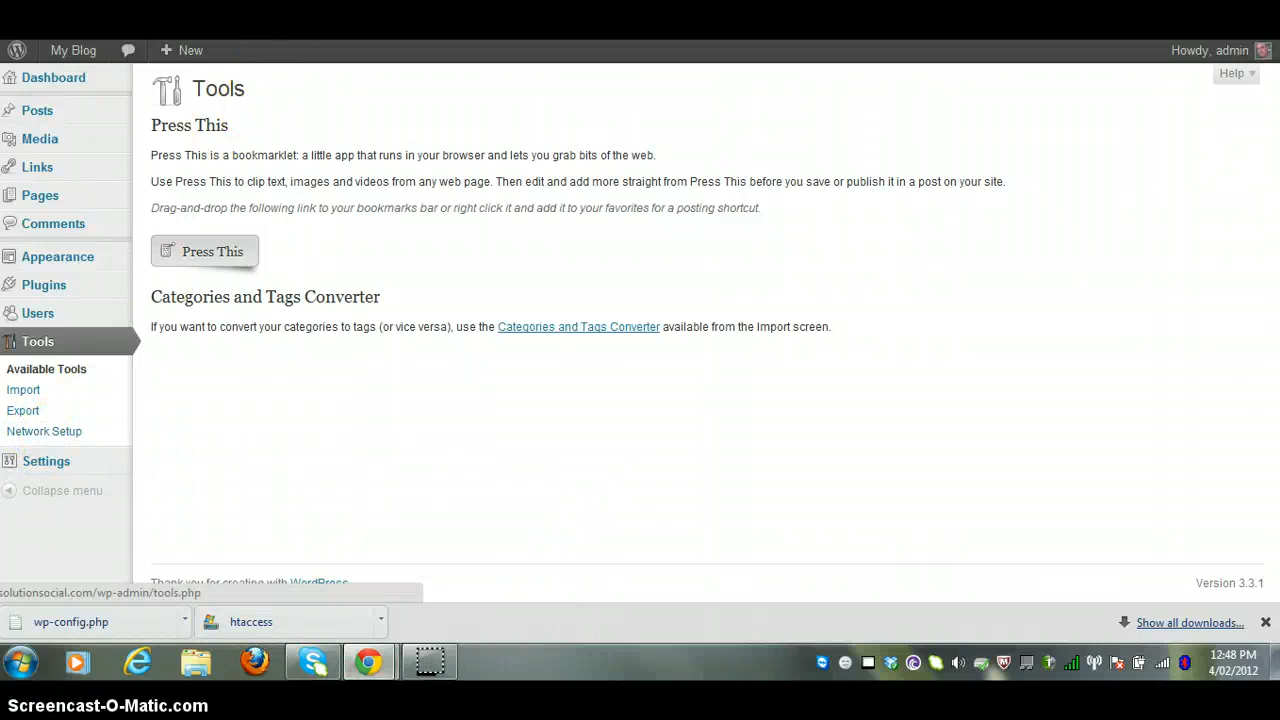 My Blog
New
Howdy, admin
Dashboard
Posts
Media
Links
Pages
Comments
Appearance
Plugins
Users
Tools
Available Tools
Import
Export
Network Setup
Settings
Collapse menu
Help
Tools
Press This
Press This is a bookmarklet: a little app that runs in your browser and lets you grab bits of the web.
Use Press This to clip text, images and videos from any web page. Then edit and add more straight from Press This before you save or publish it in a post on your site.
Drag-and-drop the following link to your bookmarks bar or right click it and add it to your favorites for a posting shortcut.
Press This
Categories and Tags Converter
If you want to convert your categories to tags (or vice versa), use the Categories and Tags Converter available from the Import screen.
Thank you for creating with WordPress.
Version 3.3.1
solutionsocial.com/wp-admin/tools.php
wp-config.php
htaccess
Show all downloads...
12:48 PM
4/02/2012
Screencast-O-Matic.com